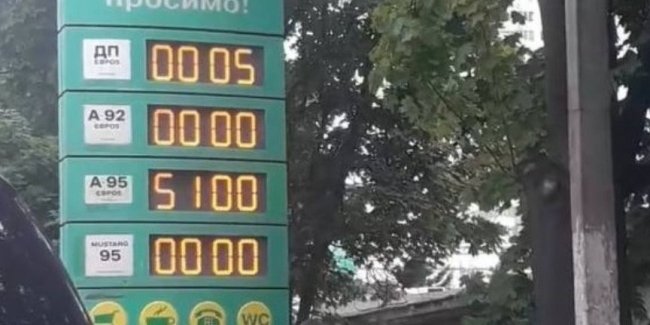 просимо!
ДП
ЄВРО5
00 05
А 92
ЄВРО5
00 00
А 95
ЄВРО5
51 00
MUSTANG
95
00 00
WC